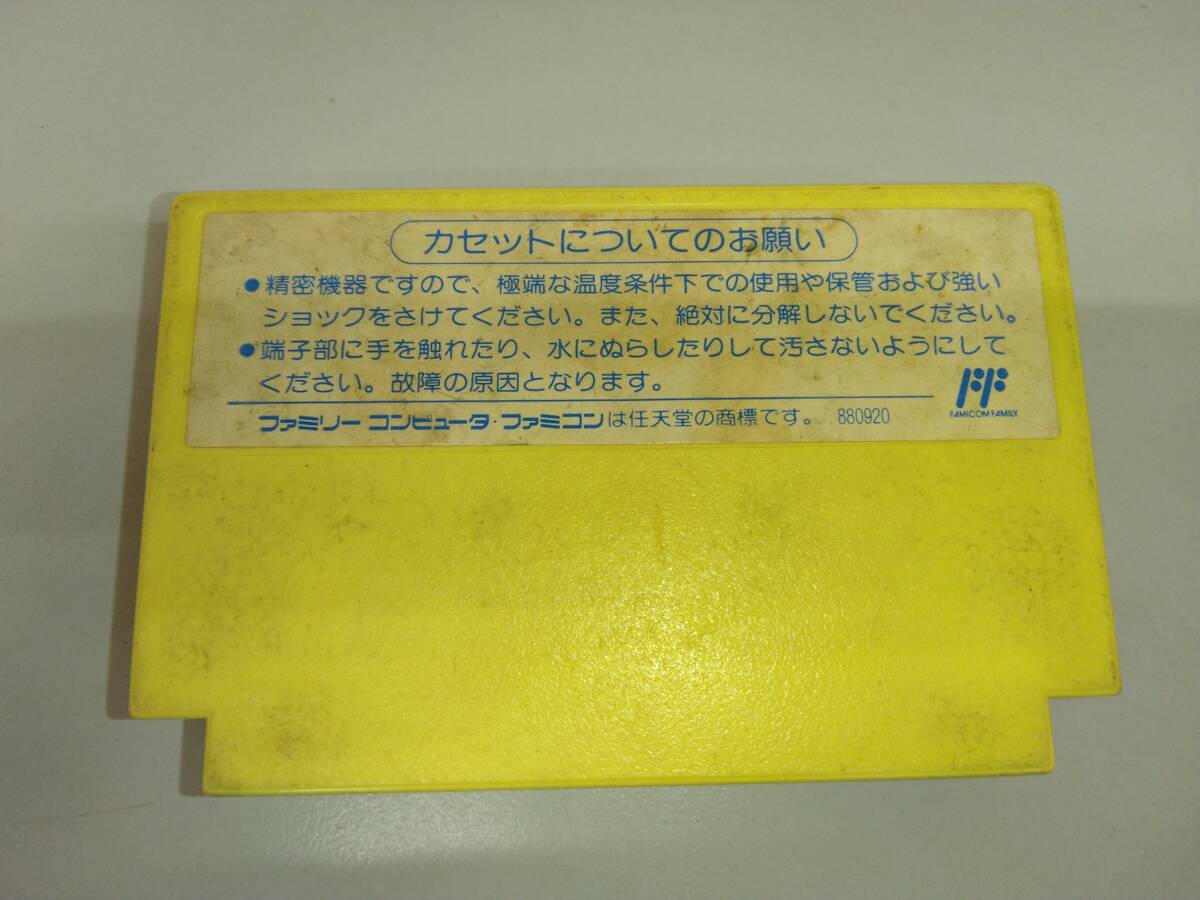 カセットについてのお願い
●精密機器ですので、極端な温度条件下での使用や保管および強い
ショックをさけてください。また、絶対に分解しないでください。
●端子部に手を触れたり、水にぬらしたりして汚さないようにして
ください。故障の原因となります。
FF
FAMICOM FAMILY
ファミリー コンピュータ・ファミコンは任天堂の商標です。 880920